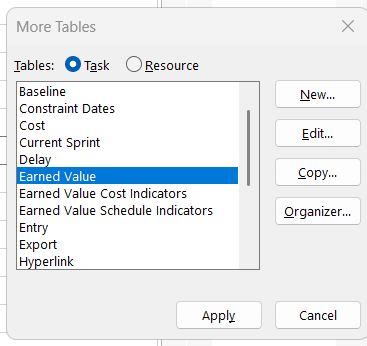 More Tables
Tables: Task Resource
Baseline
Constraint Dates
Cost
Current Sprint
Delay
Earned Value
Earned Value Cost Indicators
Earned Value Schedule Indicators
Entry
Export
Hyperlink
New...
Edit...
Copy...
Organizer...
Apply Cancel